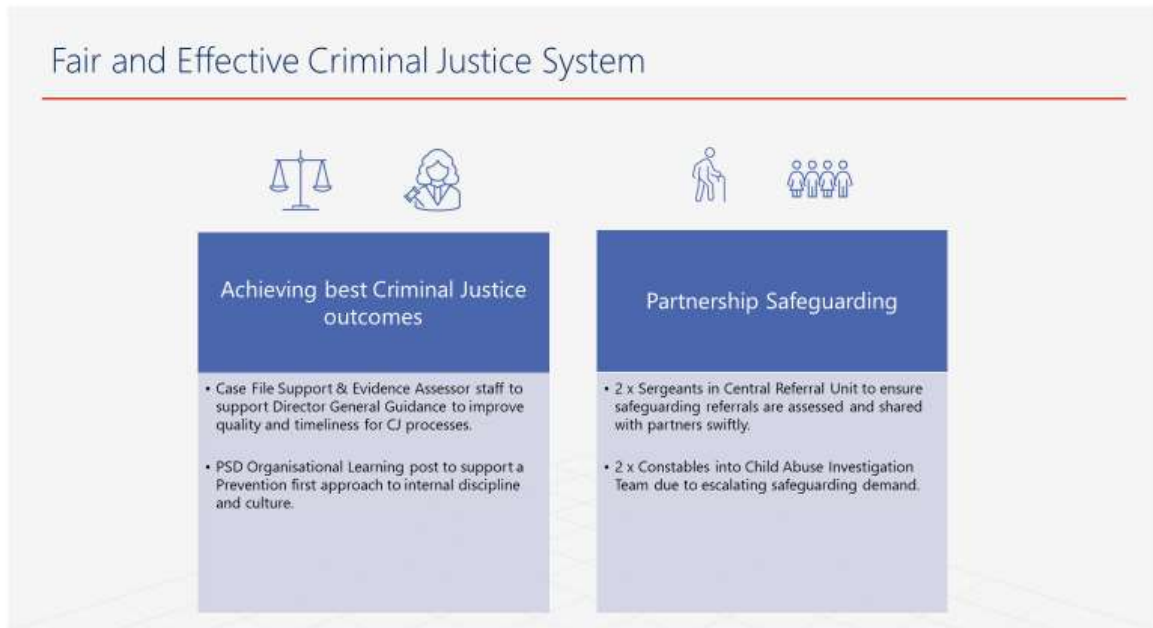 Fair and Effective Criminal Justice System
Achieving best Criminal Justice
outcomes
• Case File Support & Evidence Assessor staff to
support Director General Guidance to improve
quality and timeliness for CJ processes.
• PSD Organisational Learning post to support a
Prevention first approach to internal discipline
and culture.
Partnership Safeguarding
• 2 x Sergeants in Central Referral Unit to ensure
safeguarding referrals are assessed and shared
with partners swiftly.
• 2 x Constables into Child Abuse Investigation
Team due to escalating safeguarding demand.